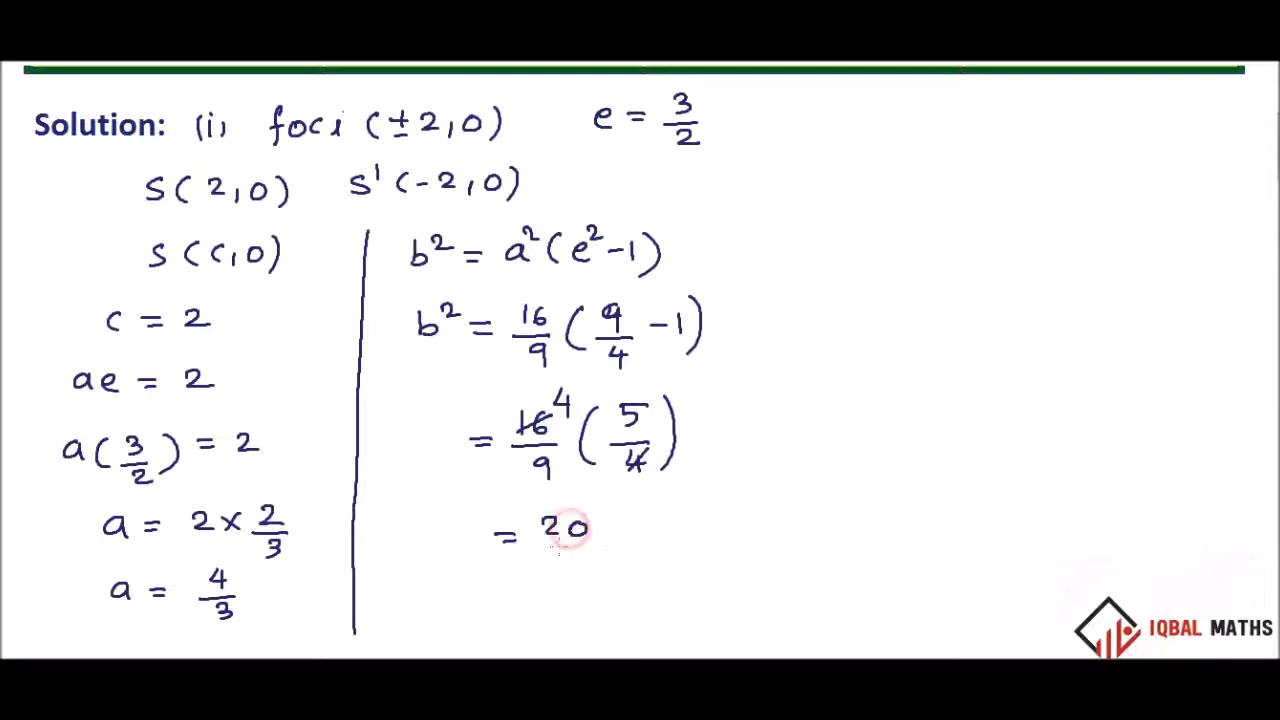 Solution: (i) foci (±2,0) e = 3/2
S(2,0) S'(-2,0)
S(c,0)
c = 2
ae = 2
a(3/2) = 2
a = 2 × 2/3
a = 4/3
b² = a²(e²-1)
b² = 16/9 (9/4 - 1)
= 16/9 4 (5/4)
= 20
IQBAL MATHS